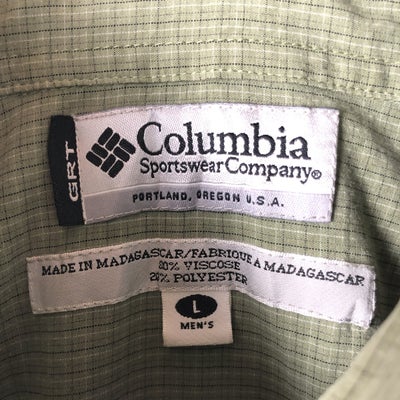 GRT
Columbia
Sportswear Company®
PORTLAND, OREGON U.S.A.
MADE IN MADAGASCAR/FABRIQUE A MADAGASCAR
80% VISCOSE
20% POLYESTER
L
MEN'S